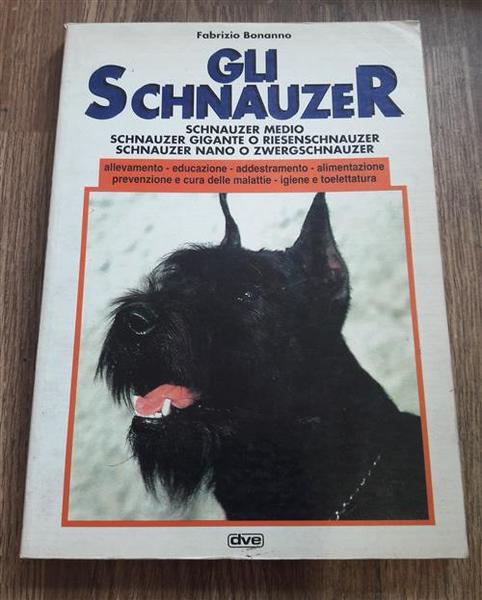 Fabrizio Bonanno
GLI
SCHNAUZER
SCHNAUZER MEDIO
SCHNAUZER GIGANTE O RIESENSCHNAUZER
SCHNAUZER NANO O ZWERGSCHNAUZER
allevamento - educazione - addestramento - alimentazione
prevenzione e cura delle malattie - igiene e toelettatura
dve